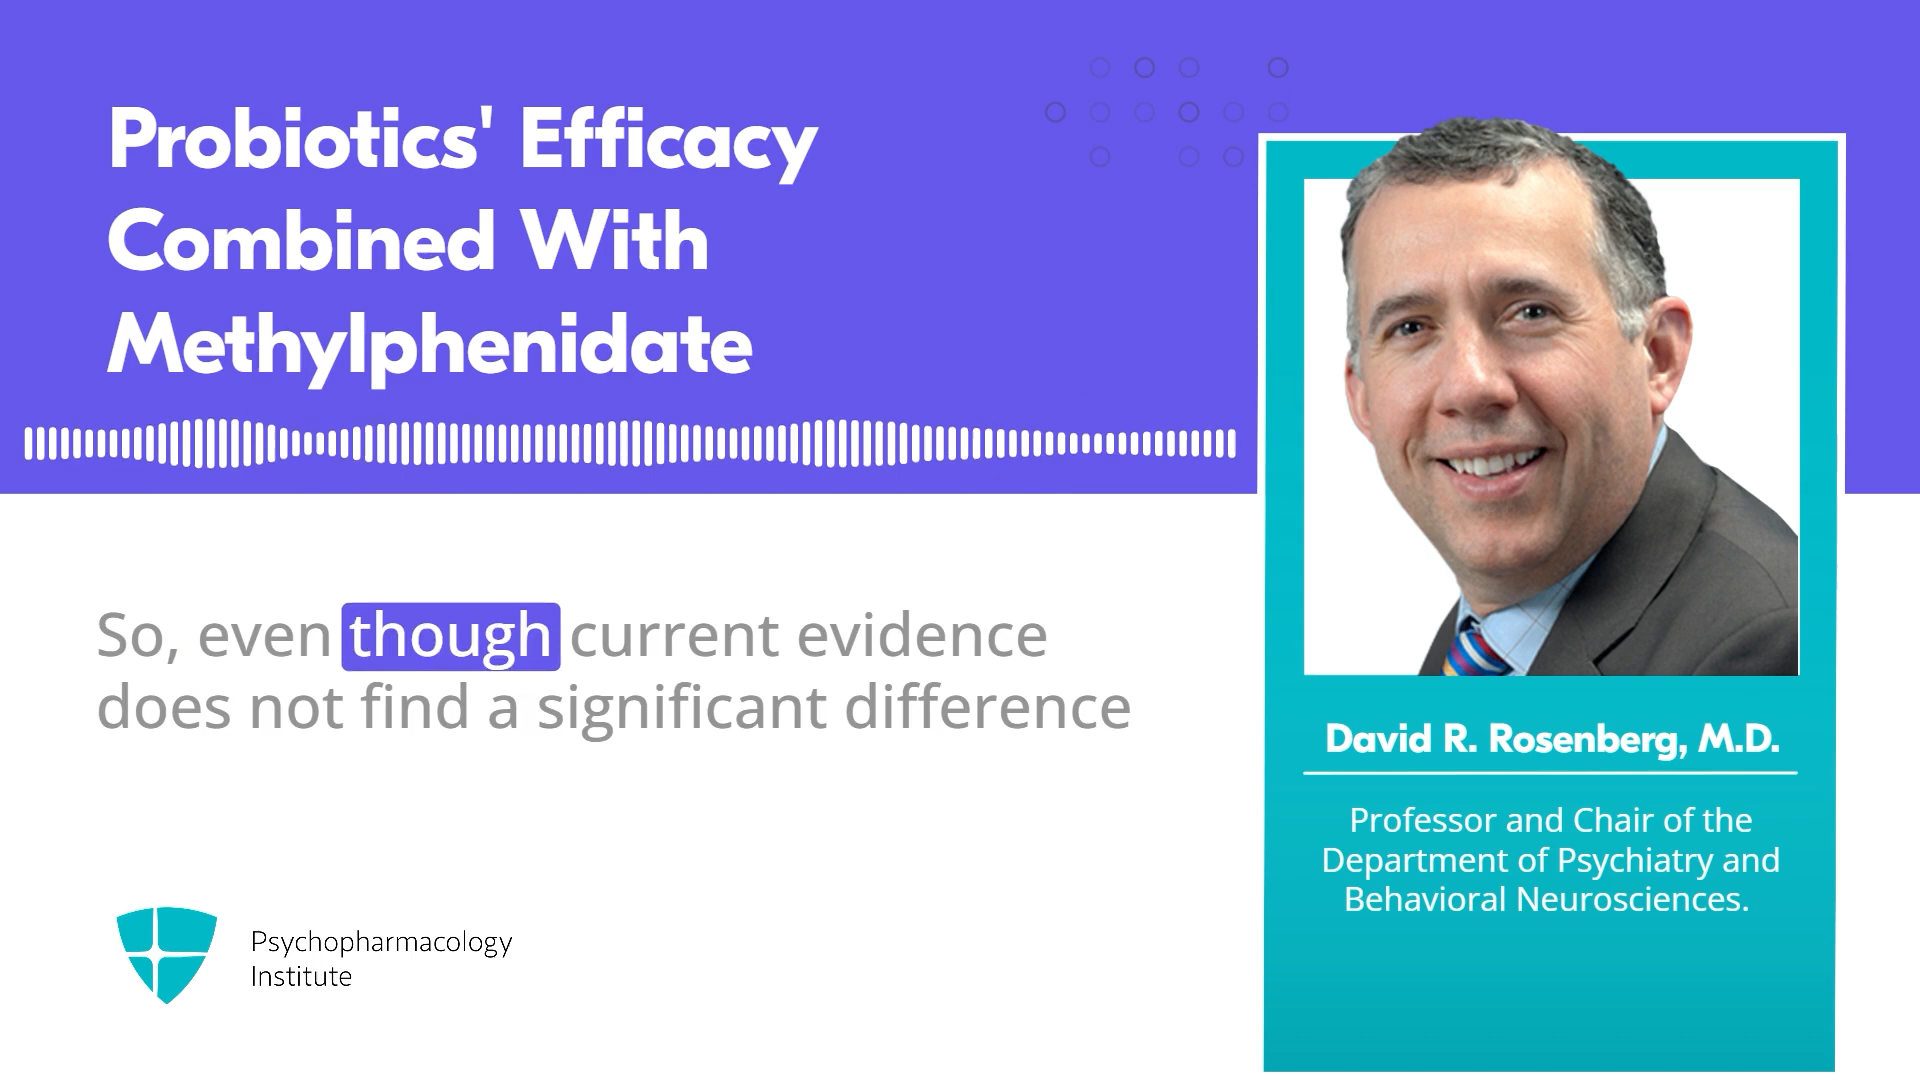 Probiotics' Efficacy
Combined With
Methylphenidate
So, even though current evidence
does not find a significant difference
Psychopharmacology
Institute
David R. Rosenberg, M.D.
Professor and Chair of the
Department of Psychiatry and
Behavioral Neurosciences.